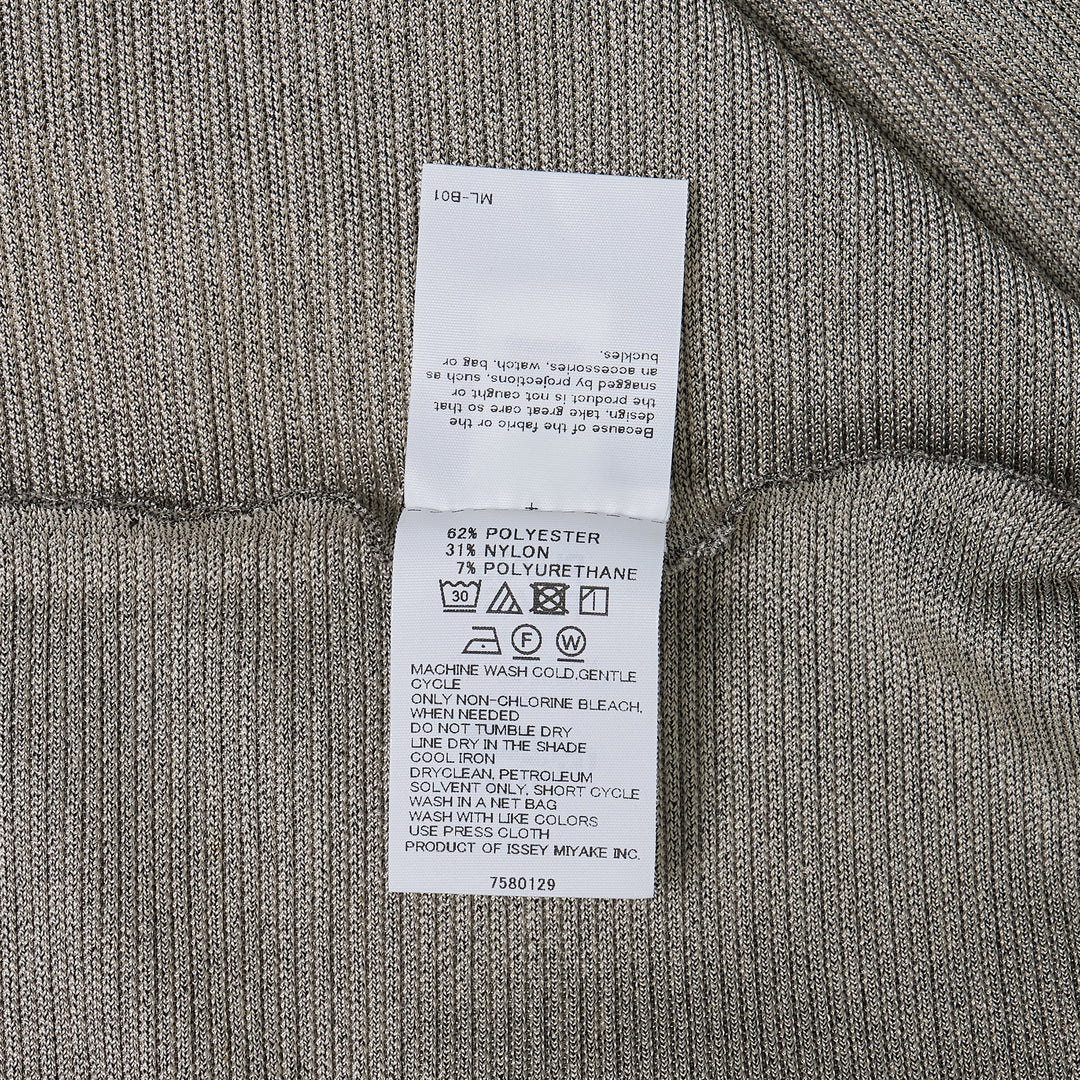 ML-B01
Because of the fabric or the
design, take great care so that
the product is not caught or
snagged by projections, such as
an accessories, watch, bag or
buckles.
62% POLYESTER
31% NYLON
7% POLYURETHANE
30
F W
MACHINE WASH COLD,GENTLE
CYCLE
ONLY NON-CHLORINE BLEACH,
WHEN NEEDED
DO NOT TUMBLE DRY
LINE DRY IN THE SHADE
COOL IRON
DRYCLEAN, PETROLEUM
SOLVENT ONLY, SHORT CYCLE
WASH IN A NET BAG
WASH WITH LIKE COLORS
USE PRESS CLOTH
PRODUCT OF ISSEY MIYAKE INC.
7580129